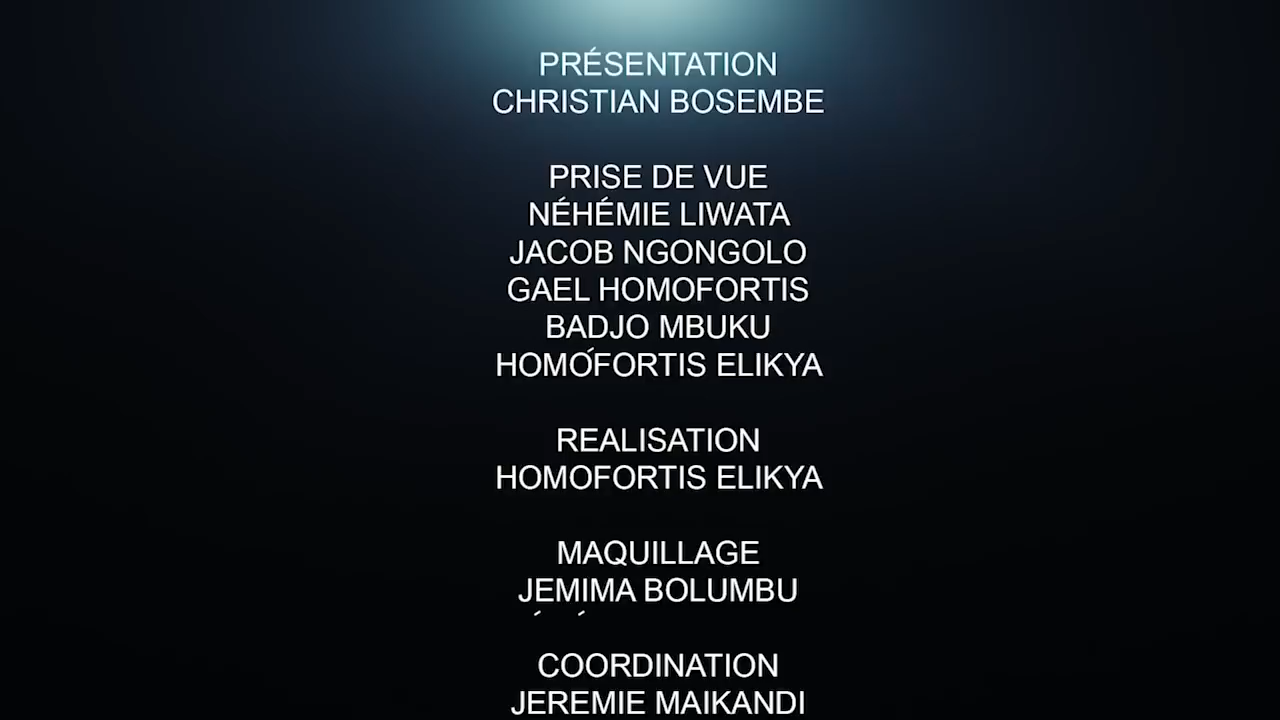 PRÉSENTATION
CHRISTIAN BOSEMBE
PRISE DE VUE
NÉHÉMIE LIWATA
JACOB NGONGOLO
GAEL HOMOFORTIS
BADJO MBUKU
HOMOFORTIS ELIKYA
REALISATION
HOMOFORTIS ELIKYA
MAQUILLAGE
JEMIMA BOLUMBU
COORDINATION
JEREMIE MAIKANDI